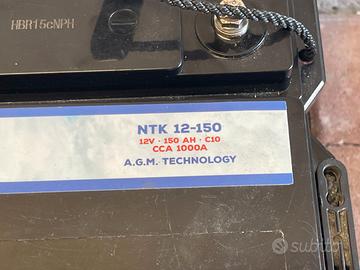 HBR15cNPH
NTK 12-150
12V · 150 AH · C10
CCA 1000A
A.G.M. TECHNOLOGY
subito